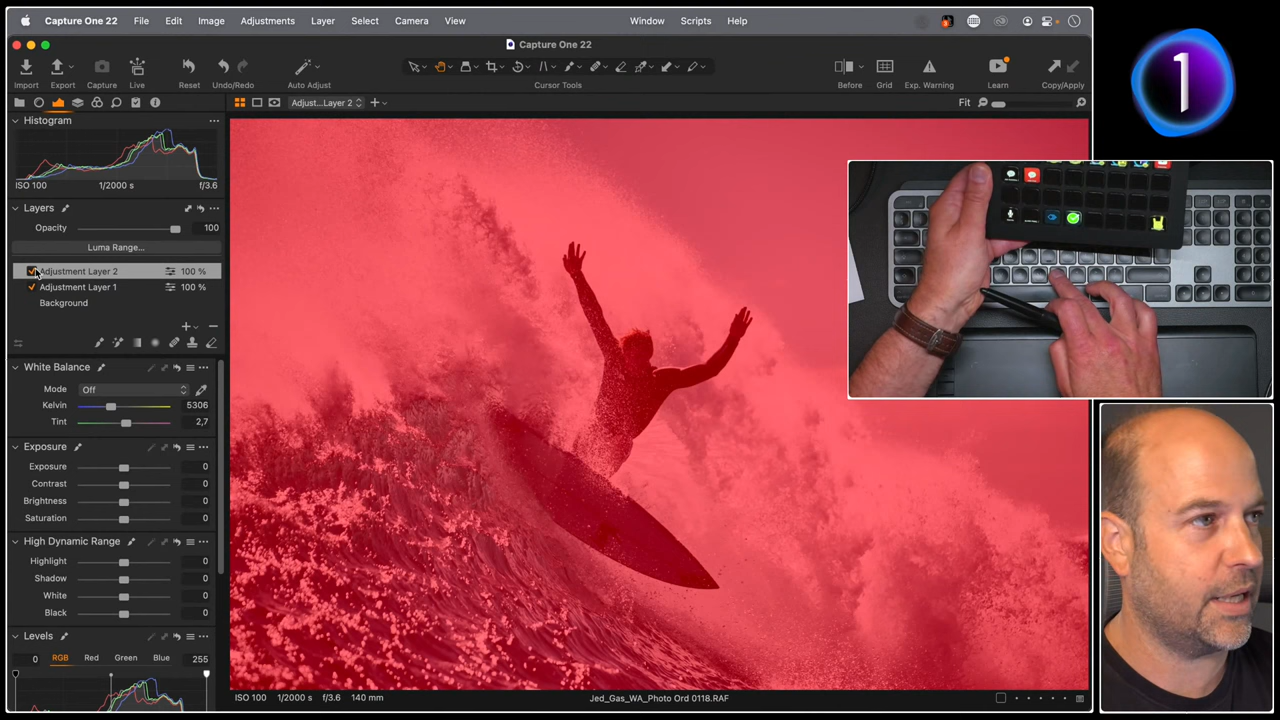 Capture One 22 File Edit Image Adjustments Layer Select Camera View Window Scripts Help
Capture One 22
Import Export Capture Live Reset Undo/Redo Auto Adjust Cursor Tools Before Grid Exp. Warning Learn Copy/Apply
Adjust...Layer 2 Fit
Histogram
ISO 100 1/2000 s f/3.6
Layers
Opacity 100
Luma Range...
Adjustment Layer 2 100 %
Adjustment Layer 1 100 %
Background
White Balance
Mode Off
Kelvin 5306
Tint 2,7
Exposure
Exposure 0
Contrast 0
Brightness 0
Saturation 0
High Dynamic Range
Highlight 0
Shadow 0
White 0
Black 0
Levels
0 RGB Red Green Blue 255
ISO 100 1/2000 s f/3.6 140 mm Jed_Gas_WA_Photo Ord 0118.RAF
1